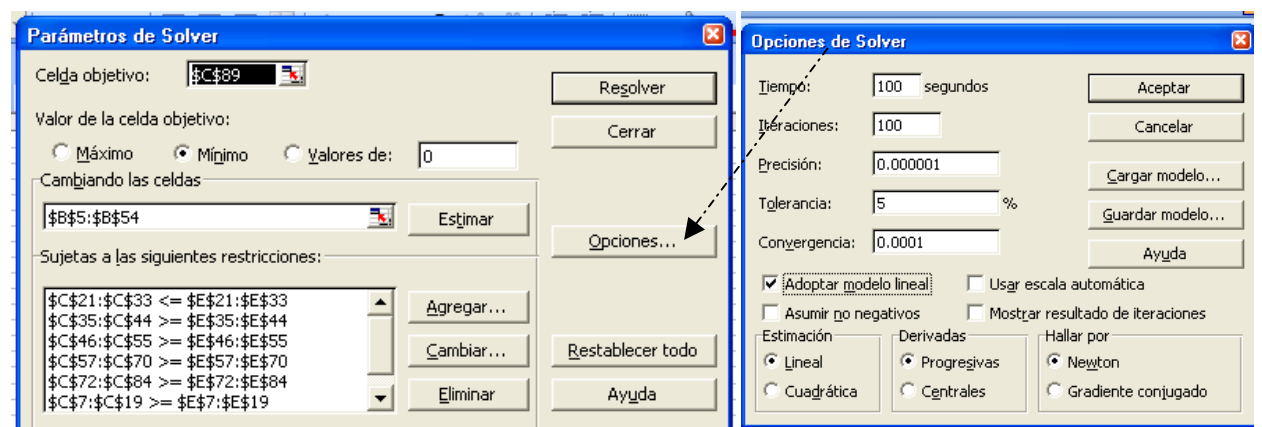 Parámetros de Solver
Celda objetivo: $C$89
Resolver
Valor de la celda objetivo:
Cerrar
Máximo Mínimo Valores de: 0
Cambiando las celdas
$B$5:$B$54 Estimar
Opciones...
Sujetas a las siguientes restricciones:
$C$21:$C$33 <= $E$21:$E$33
$C$35:$C$44 >= $E$35:$E$44
$C$46:$C$55 >= $E$46:$E$55
$C$57:$C$70 >= $E$57:$E$70
$C$72:$C$84 >= $E$72:$E$84
$C$7:$C$19 >= $E$7:$E$19
Agregar...
Cambiar... Restablecer todo
Eliminar Ayuda
Opciones de Solver
Tiempo: 100 segundos Aceptar
Iteraciones: 100 Cancelar
Precisión: 0.000001 Cargar modelo...
Tolerancia: 5 % Guardar modelo...
Convergencia: 0.0001 Ayuda
Adoptar modelo lineal Usar escala automática
Asumir no negativos Mostrar resultado de iteraciones
Estimación Derivadas Hallar por
Lineal Progresivas Newton
Cuadrática Centrales Gradiente conjugado